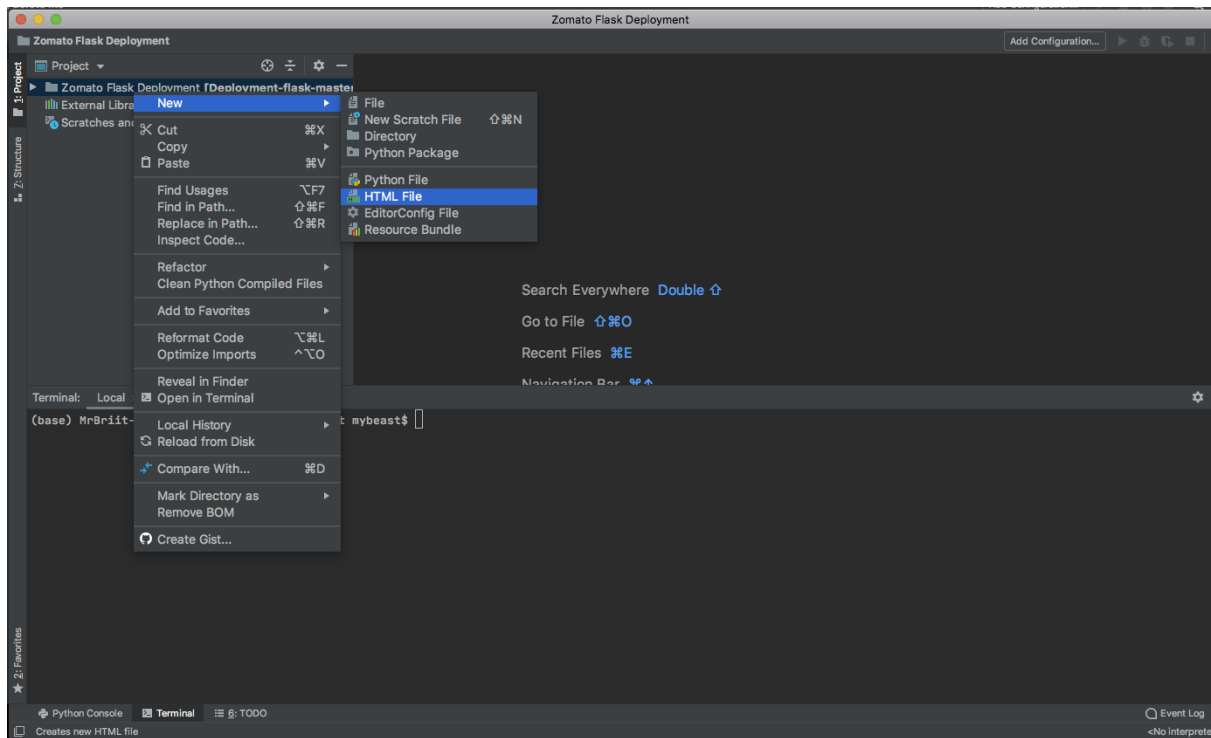 Zomato Flask Deployment
Zomato Flask Deployment
Add Configuration...
1: Project
Project
Zomato Flask Deployment [Deployment-flask-master
External Libra
Scratches and
New
Cut ⌘X
Copy
Paste ⌘V
Find Usages ⌥F7
Find in Path... ⇧⌘F
Replace in Path... ⇧⌘R
Inspect Code...
Refactor
Clean Python Compiled Files
Add to Favorites
Reformat Code ⌥⌘L
Optimize Imports ^⌥O
Reveal in Finder
Open in Terminal
Local History
Reload from Disk
Compare With... ⌘D
Mark Directory as
Remove BOM
Create Gist...
File
New Scratch File ⇧⌘N
Directory
Python Package
Python File
HTML File
EditorConfig File
Resource Bundle
Z: Structure
Search Everywhere Double ⇧
Go to File ⇧⌘O
Recent Files ⌘E
Navigation Bar ⌘↑
Terminal: Local
(base) MrBriit- t mybeast$
2: Favorites
Python Console
Terminal
6: TODO
Event Log
Creates new HTML file
<No interprete